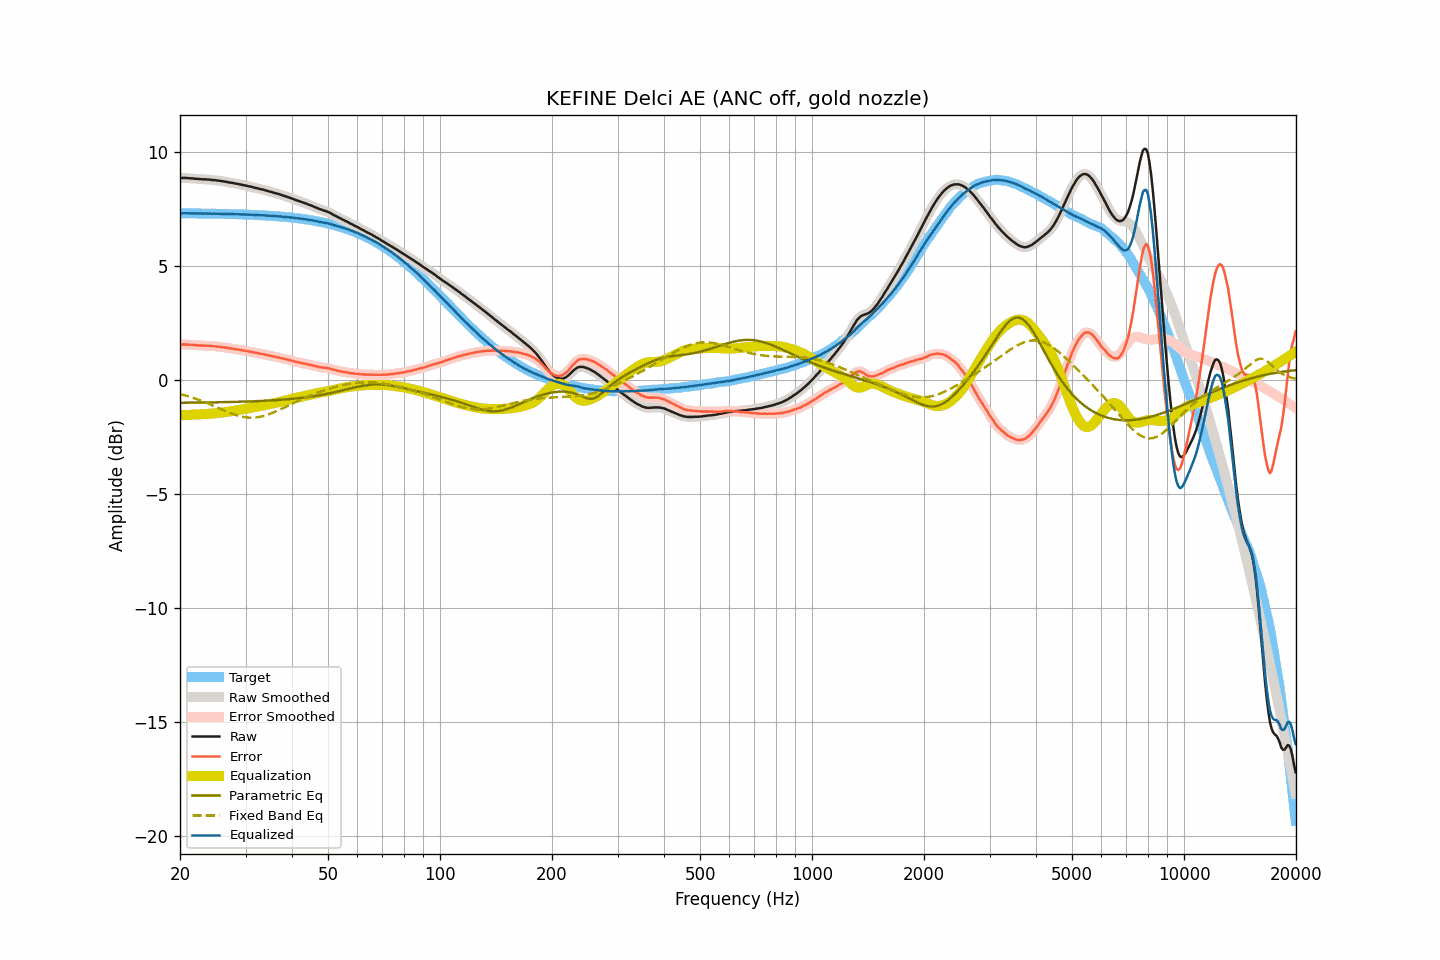 KEFINE Delci AE (ANC off, gold nozzle)
10
5
0
−5
−10
−15
−20
Amplitude (dBr)
Target
Raw Smoothed
Error Smoothed
Raw
Error
Equalization
Parametric Eq
Fixed Band Eq
Equalized
20 50 100 200 500 1000 2000 5000 10000 20000
Frequency (Hz)